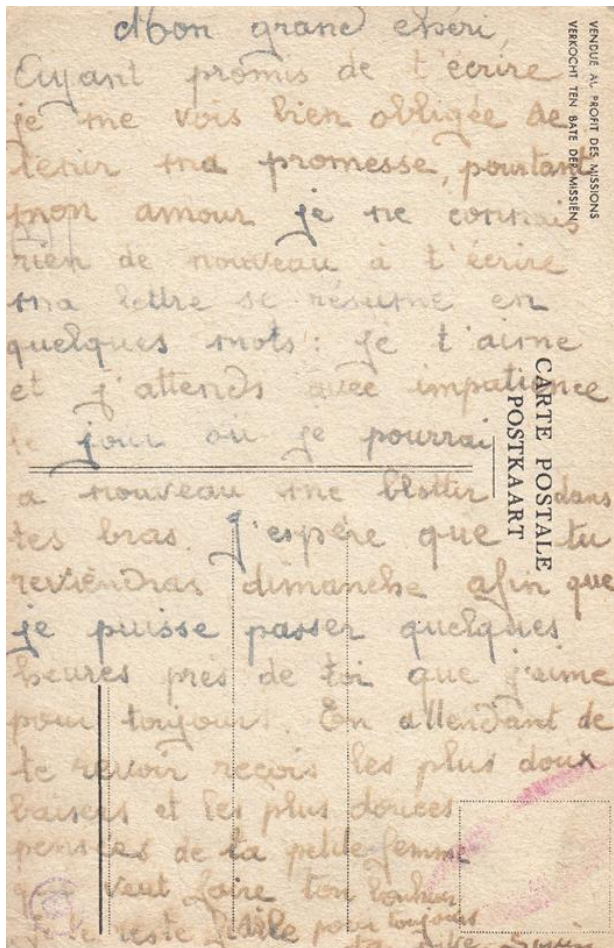 Mon grand chéri
Ayant promis de t'écrire
je me vois bien obligée de
tenir ma promesse, pourtant
mon amour je ne connais
rien de nouveau à t'écrire
ma lettre se résume en
quelques mots : je t'aime
et j'attends avec impatience
le jour où je pourrai
a nouveau me blottir dans
tes bras. J'espère que tu
reviendras dimanche afin que
je puisse passer quelques
heures près de toi que j'aime
pour toujour. En attendant de
te revoir reçois les plus doux
baisers et les plus douces
pensées de ta petite femme
qui veut faire ton bonheur
reste pour toujours
VENDUE AU PROFIT DES MISSIONS
VERKOCHT TEN BATE DER MISSIËN
CARTE POSTALE
POSTKAART